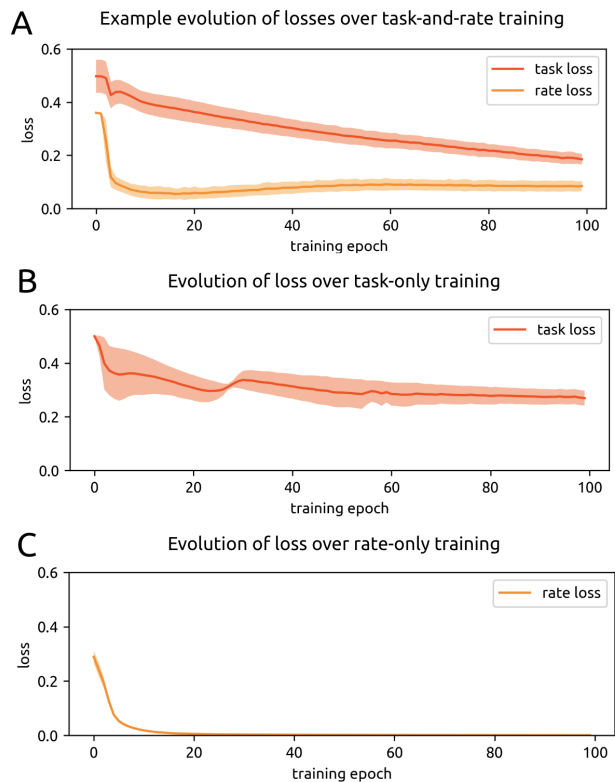 A
Example evolution of losses over task-and-rate training
0.6
0.4
0.2
0.0
loss
task loss
rate loss
0 20 40 60 80 100
training epoch
B
Evolution of loss over task-only training
0.6
0.4
0.2
0.0
loss
task loss
0 20 40 60 80 100
training epoch
C
Evolution of loss over rate-only training
0.6
0.4
0.2
0.0
loss
rate loss
0 20 40 60 80 100
training epoch